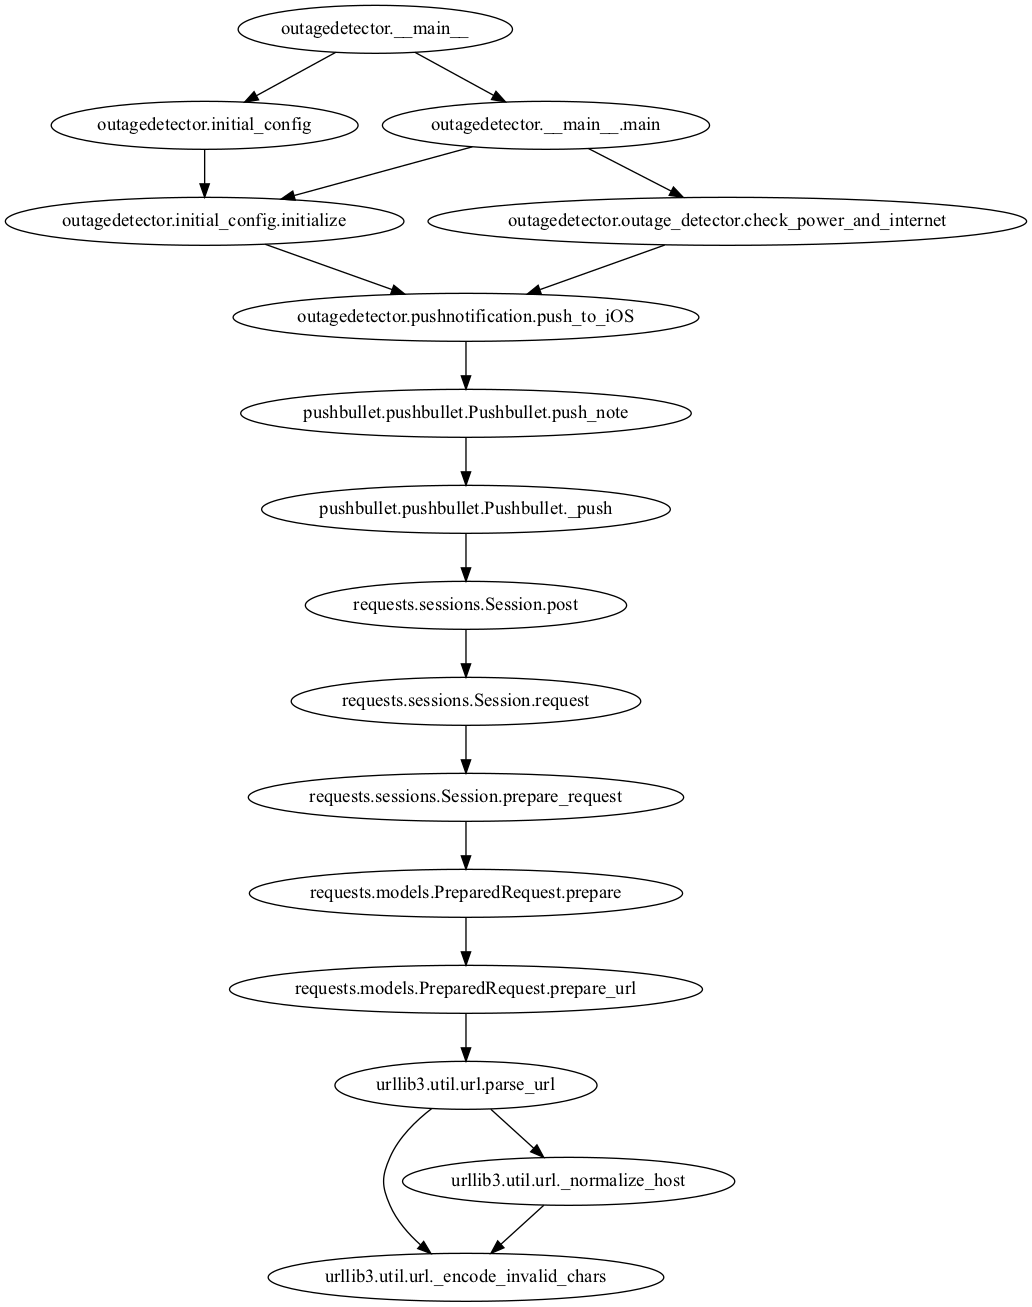 outagedetector.__main__
outagedetector.initial_config
outagedetector.__main__.main
outagedetector.initial_config.initialize
outagedetector.outage_detector.check_power_and_internet
outagedetector.pushnotification.push_to_iOS
pushbullet.pushbullet.Pushbullet.push_note
pushbullet.pushbullet.Pushbullet._push
requests.sessions.Session.post
requests.sessions.Session.request
requests.sessions.Session.prepare_request
requests.models.PreparedRequest.prepare
requests.models.PreparedRequest.prepare_url
urllib3.util.url.parse_url
urllib3.util.url._normalize_host
urllib3.util.url._encode_invalid_chars